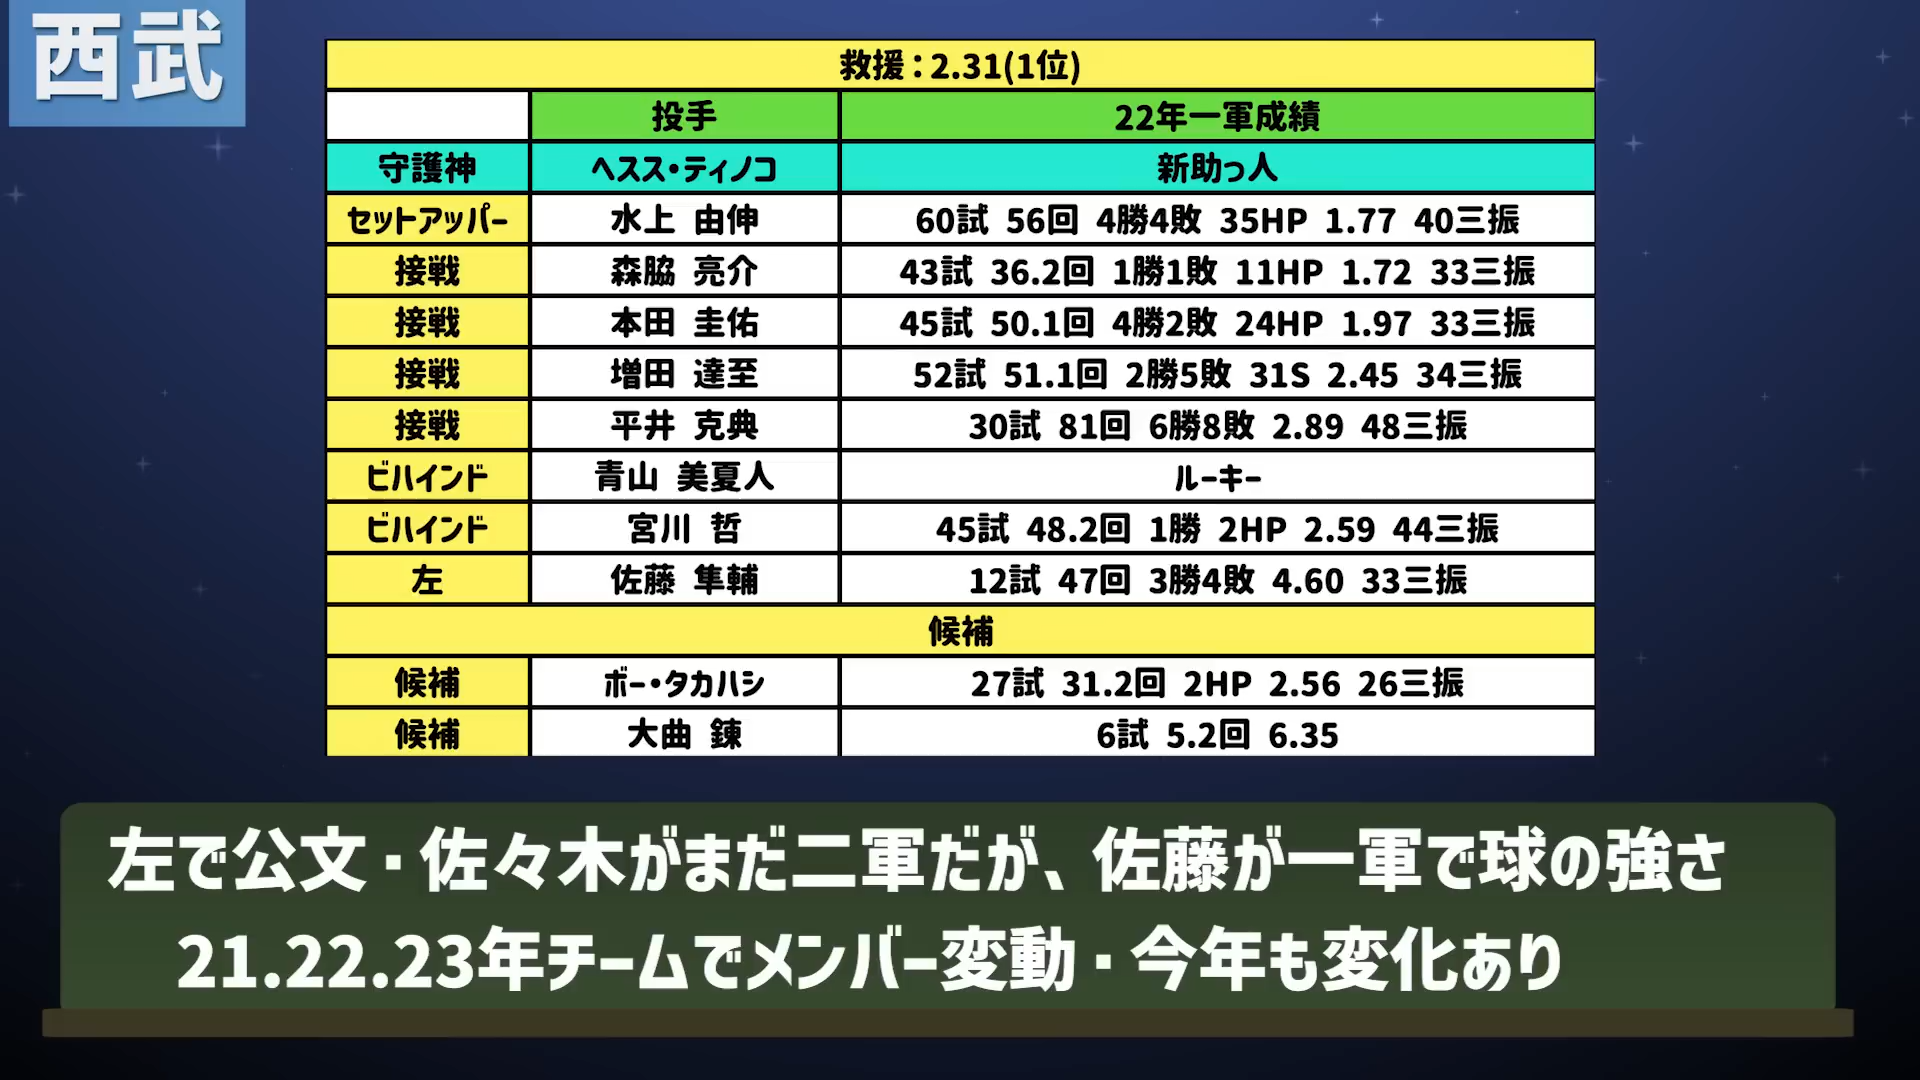 西武
救援：2.31(1位)
投手 22年一軍成績
守護神 ヘスス・ティノコ 新助っ人
セットアッパー 水上 由伸 60試 56回 4勝4敗 35HP 1.77 40三振
接戦 森脇 亮介 43試 36.2回 1勝1敗 11HP 1.72 33三振
接戦 本田 圭佑 45試 50.1回 4勝2敗 24HP 1.97 33三振
接戦 増田 達至 52試 51.1回 2勝5敗 31S 2.45 34三振
接戦 平井 克典 30試 81回 6勝8敗 2.89 48三振
ビハインド 青山 美夏人 ルーキー
ビハインド 宮川 哲 45試 48.2回 1勝 2HP 2.59 44三振
左 佐藤 隼輔 12試 47回 3勝4敗 4.60 33三振
候補
候補 ボー・タカハシ 27試 31.2回 2HP 2.56 26三振
候補 大曲 錬 6試 5.2回 6.35
左で公文・佐々木がまだ二軍だが、佐藤が一軍で球の強さ
21.22.23年チームでメンバー変動・今年も変化あり